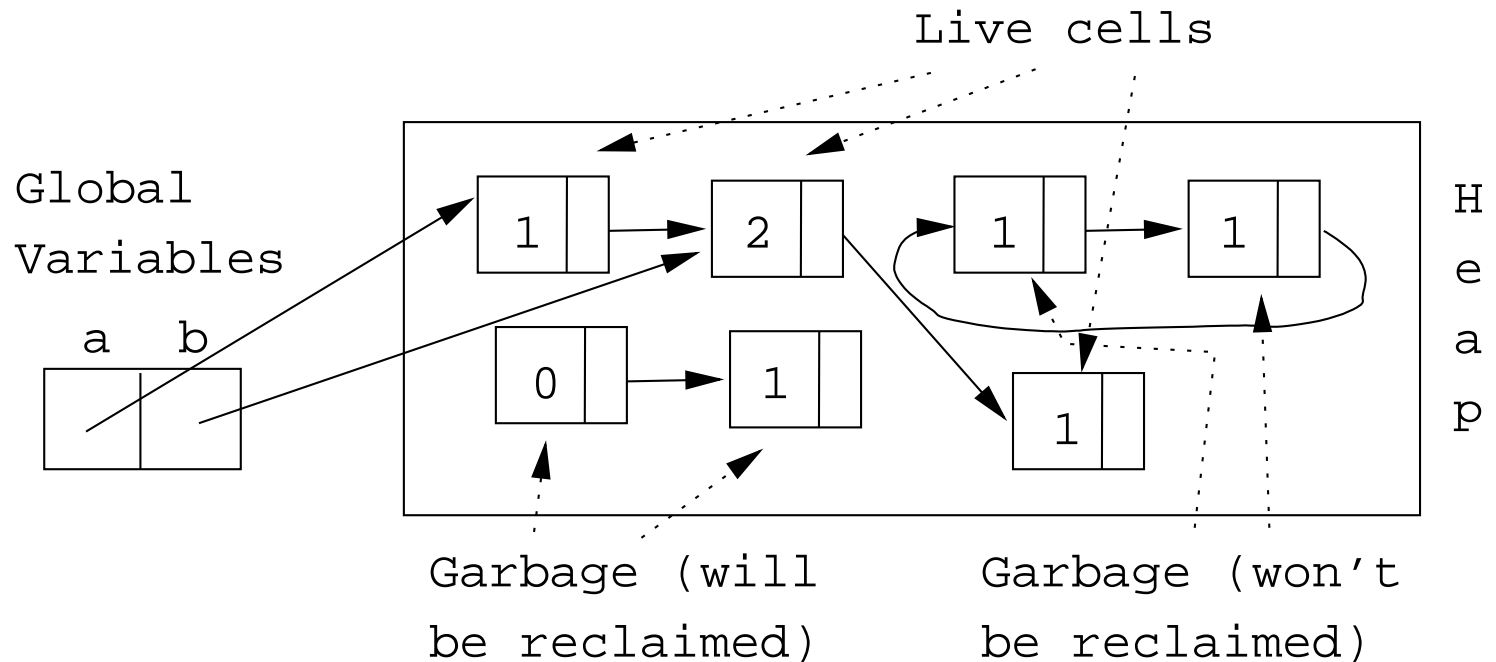 Live cells
Global
Variables
a b
1 2 1 1
0 1
1
H
e
a
p
Garbage (will
be reclaimed)
Garbage (won't
be reclaimed)